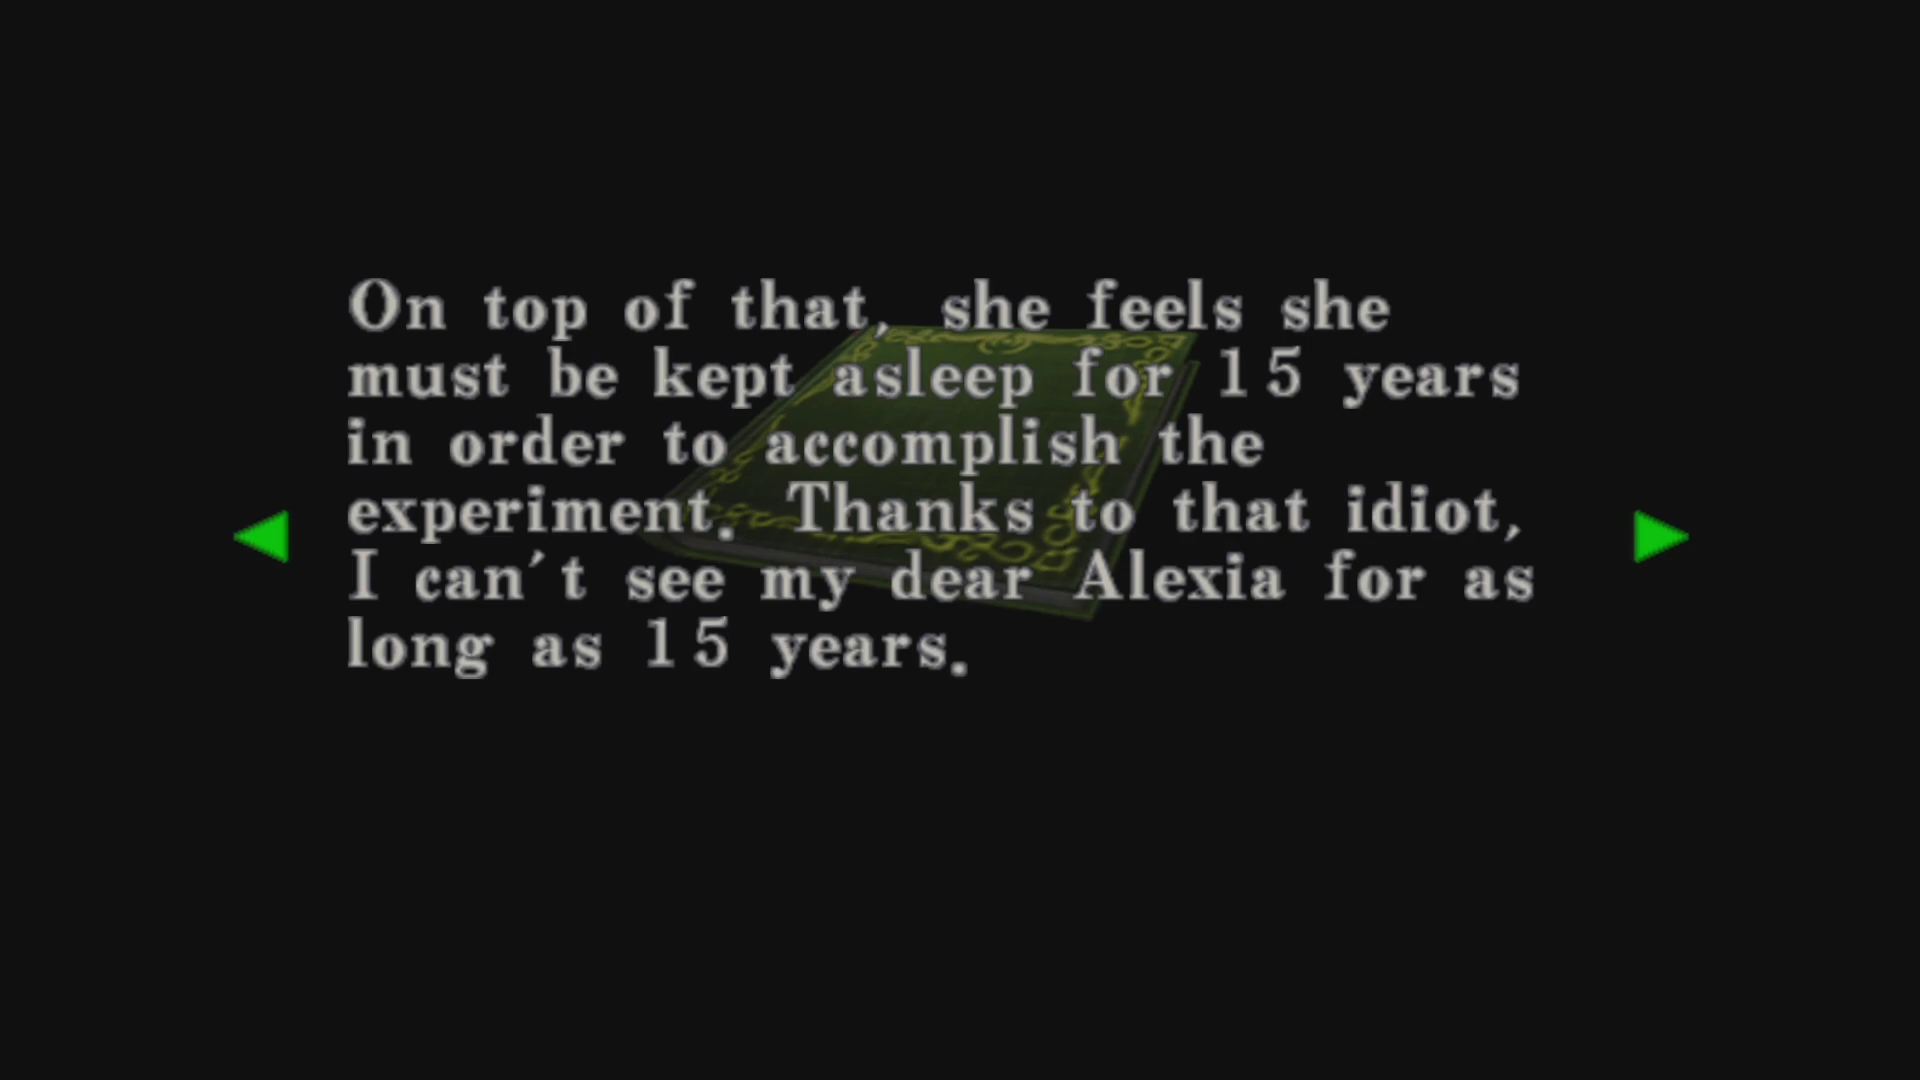 On top of that, she feels she
must be kept asleep for 15 years
in order to accomplish the
experiment. Thanks to that idiot,
I can't see my dear Alexia for as
long as 15 years.